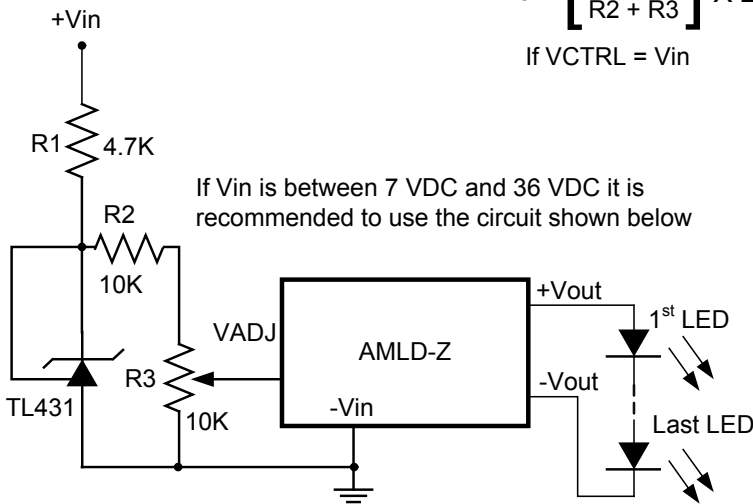 +Vin
R2 + R3
If VCTRL = Vin
R1
4.7K
If Vin is between 7 VDC and 36 VDC it is
recommended to use the circuit shown below
R2
10K
+Vout
1st LED
VADJ
AMLD-Z
R3
-Vout
TL431
10K
-Vin
Last LED